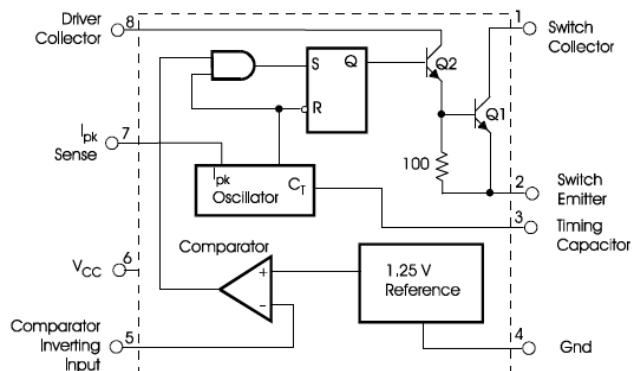 Driver
Collector
8
1
Switch
Collector
S
Q
R
Q2
Q1
100
Ipk
Sense
7
Ipk
Oscillator
CT
2
Switch
Emitter
3
Timing
Capacitor
Comparator
+
-
1.25 V
Reference
VCC
6
Comparator
Inverting
Input
5
4
Gnd